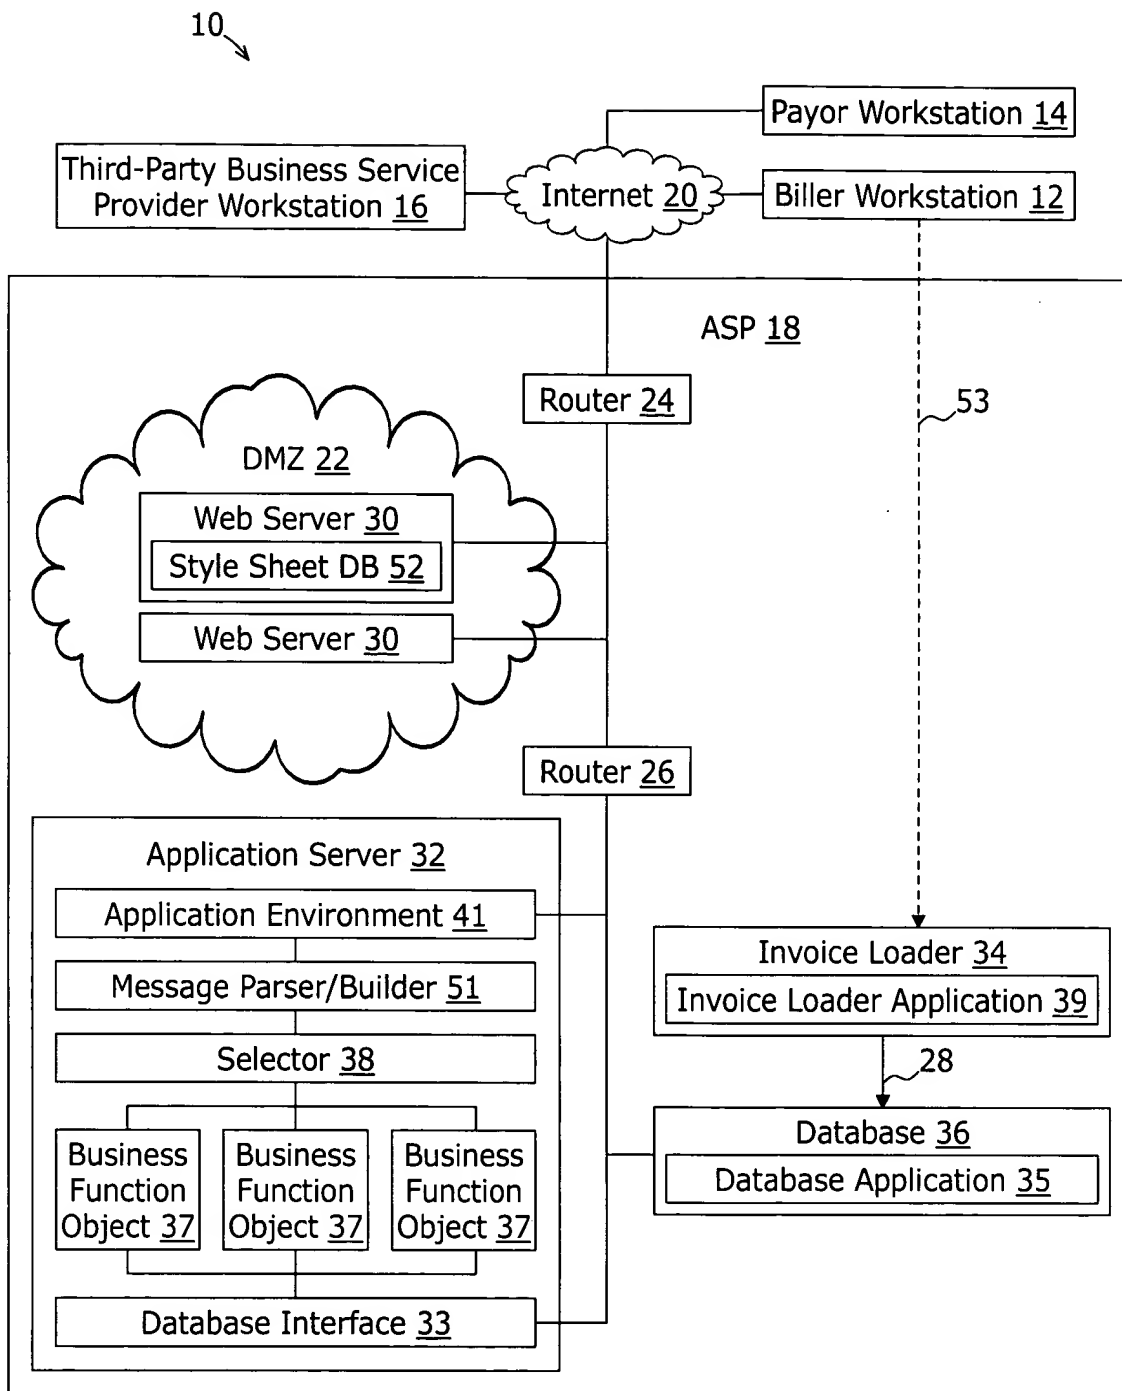 10
Payor Workstation 14
Third-Party Business Service
Provider Workstation 16
Internet 20
Biller Workstation 12
ASP 18
Router 24
53
DMZ 22
Web Server 30
Style Sheet DB 52
Web Server 30
Router 26
Application Server 32
Application Environment 41
Message Parser/Builder 51
Selector 38
Business
Function
Object 37
Business
Function
Object 37
Business
Function
Object 37
Database Interface 33
Invoice Loader 34
Invoice Loader Application 39
28
Database 36
Database Application 35